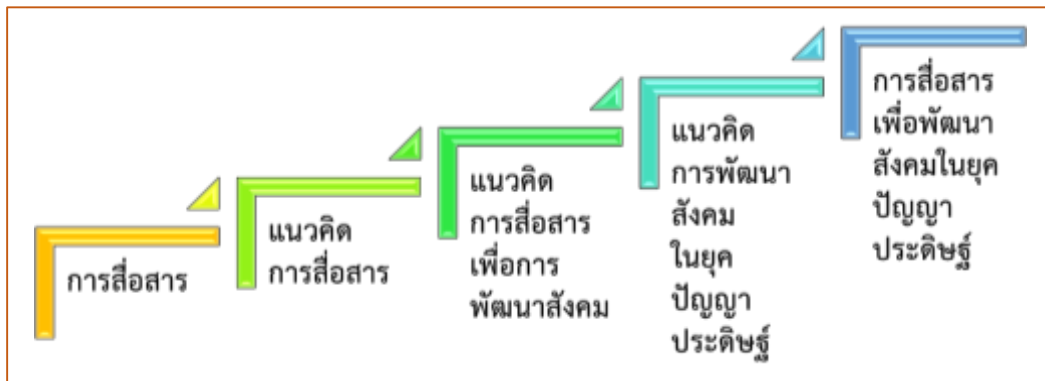 การสื่อสาร
แนวคิด
การสื่อสาร
แนวคิด
การสื่อสาร
เพื่อการ
พัฒนาสังคม
แนวคิด
การพัฒนา
สังคม
ในยุค
ปัญญา
ประดิษฐ์
การสื่อสาร
เพื่อพัฒนา
สังคมในยุค
ปัญญา
ประดิษฐ์